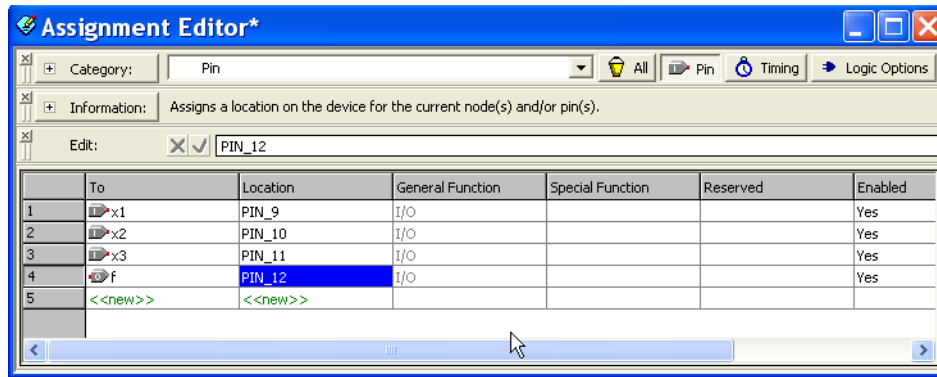 Assignment Editor*
Category: Pin All Pin Timing Logic Options
Information: Assigns a location on the device for the current node(s) and/or pin(s).
Edit: PIN_12
To Location General Function Special Function Reserved Enabled
1 x1 PIN_9 I/O Yes
2 x2 PIN_10 I/O Yes
3 x3 PIN_11 I/O Yes
4 f PIN_12 I/O Yes
5 <<new>> <<new>>